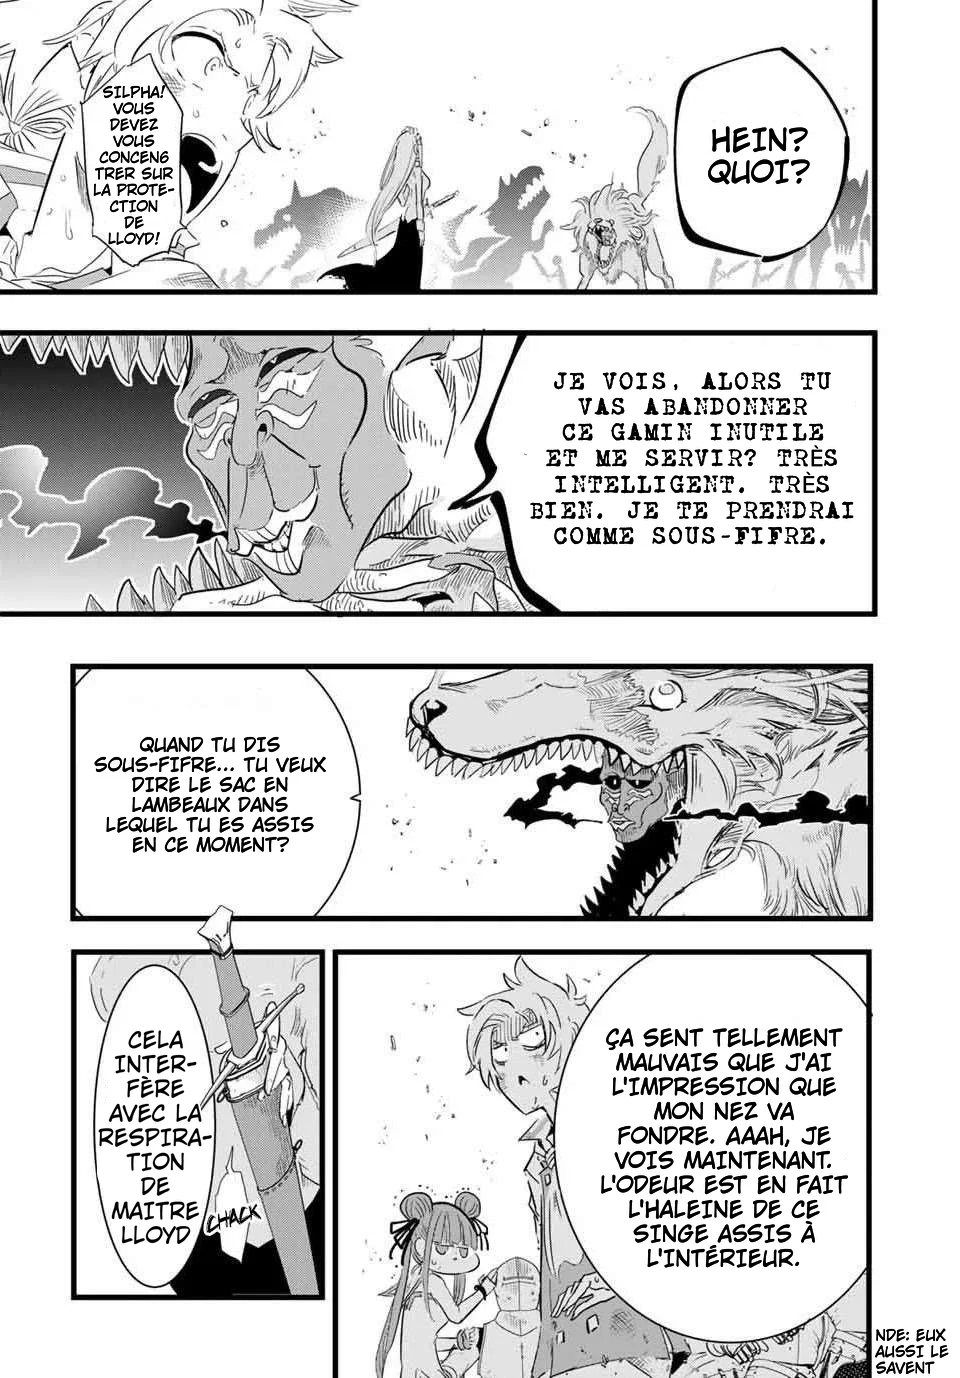 HEIN?
QUOI?
SILPHA!
VOUS
DEVEZ
VOUS
CONCEN6
TRER SUR
LA PROTE-
CTION
DE
LLOYD!
JE VOIS, ALORS TU
VAS ABANDONNER
CE GAMIN INUTILE
ET ME SERVIR? TRÈS
INTELLIGENT. TRÈS
BIEN. JE TE PRENDRAI
COMME SOUS-FIFRE.
QUAND TU DIS
SOUS-FIFRE... TU VEUX
DIRE LE SAC EN
LAMBEAUX DANS
LEQUEL TU ES ASSIS
EN CE MOMENT?
ÇA SENT TELLEMENT
MAUVAIS QUE J'AI
L'IMPRESSION QUE
MON NEZ VA
FONDRE. AAAH, JE
VOIS MAINTENANT.
L'ODEUR EST EN FAIT
L'HALEINE DE CE
SINGE ASSIS À
L'INTÉRIEUR.
NDE: EUX
AUSSI LE
SAVENT
CELA
INTER-
FÈRE
AVEC LA
RESPIRA-
TION
DE
MAITRE
LLOYD
CHACK